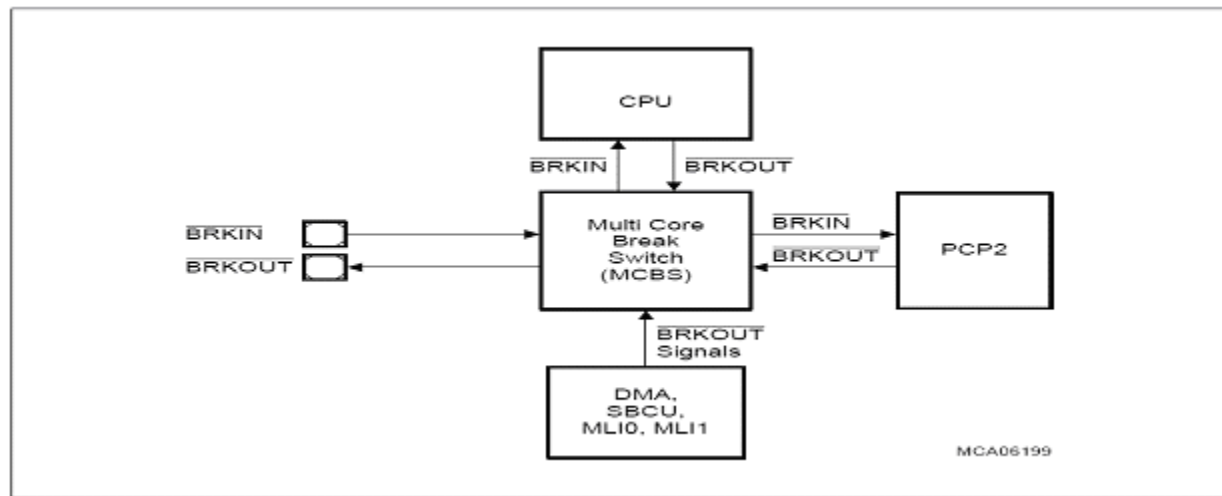 CPU
BRKIN
BRKOUT
BRKIN
BRKOUT
Multi Core
Break
Switch
(MCBS)
BRKIN
BRKOUT
PCP2
BRKOUT
Signals
DMA,
SBCU,
MLI0, MLI1
MCA06199